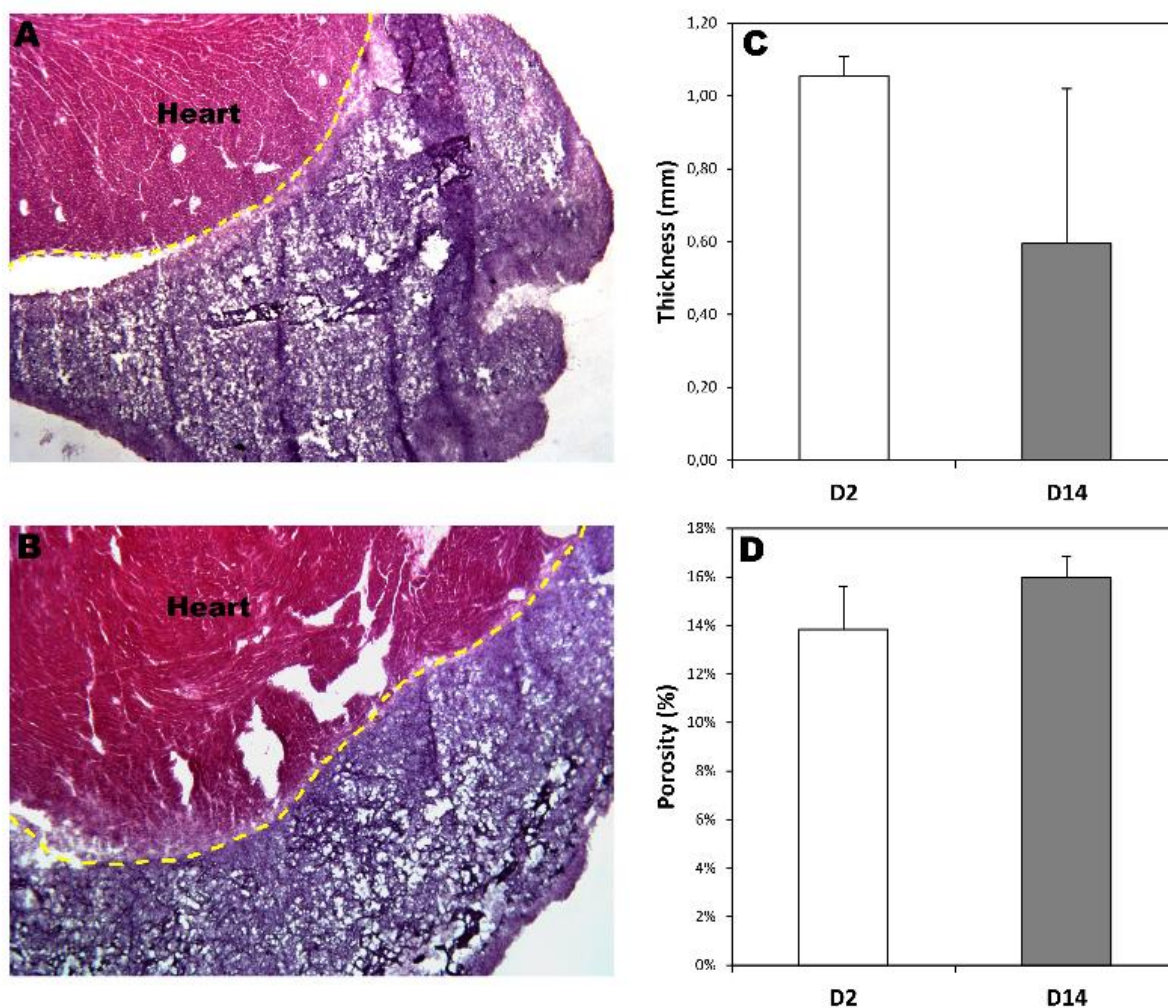 A
Heart
B
Heart
C
Thickness (mm)
1,20
1,00
0,80
0,60
0,40
0,20
0,00
D2
D14
D
Porosity (%)
18%
16%
14%
12%
10%
8%
6%
4%
2%
0%
D2
D14